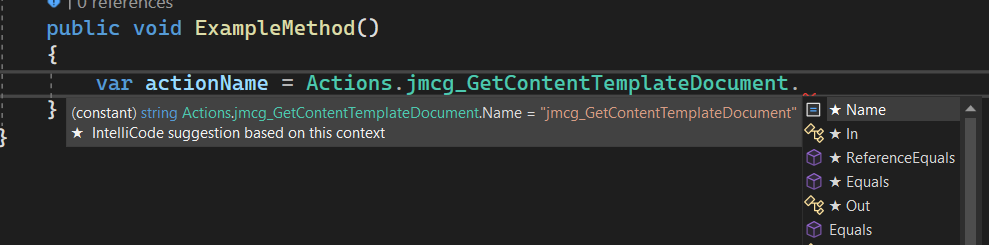 0 references
public void ExampleMethod()
{
var actionName = Actions.jmcg_GetContentTemplateDocument.
}
(constant) string Actions.jmcg_GetContentTemplateDocument.Name = "jmcg_GetContentTemplateDocument"
★ IntelliCode suggestion based on this context
★ Name
★ In
★ ReferenceEquals
★ Equals
★ Out
Equals
}